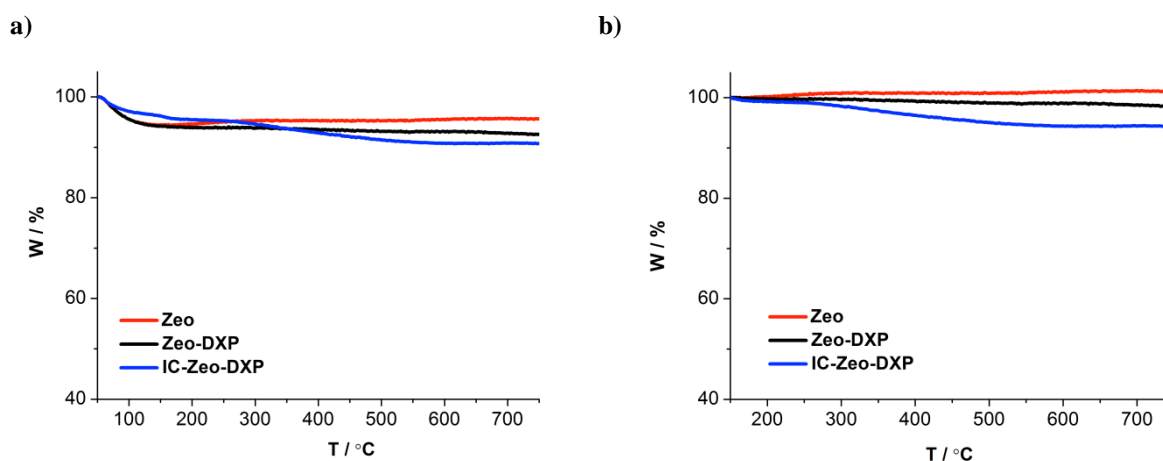 a)
100
80
60
40
W / %
Zeo
Zeo-DXP
IC-Zeo-DXP
100 200 300 400 500 600 700
T / °C
b)
100
80
60
40
W / %
Zeo
Zeo-DXP
IC-Zeo-DXP
200 300 400 500 600 700
T / °C